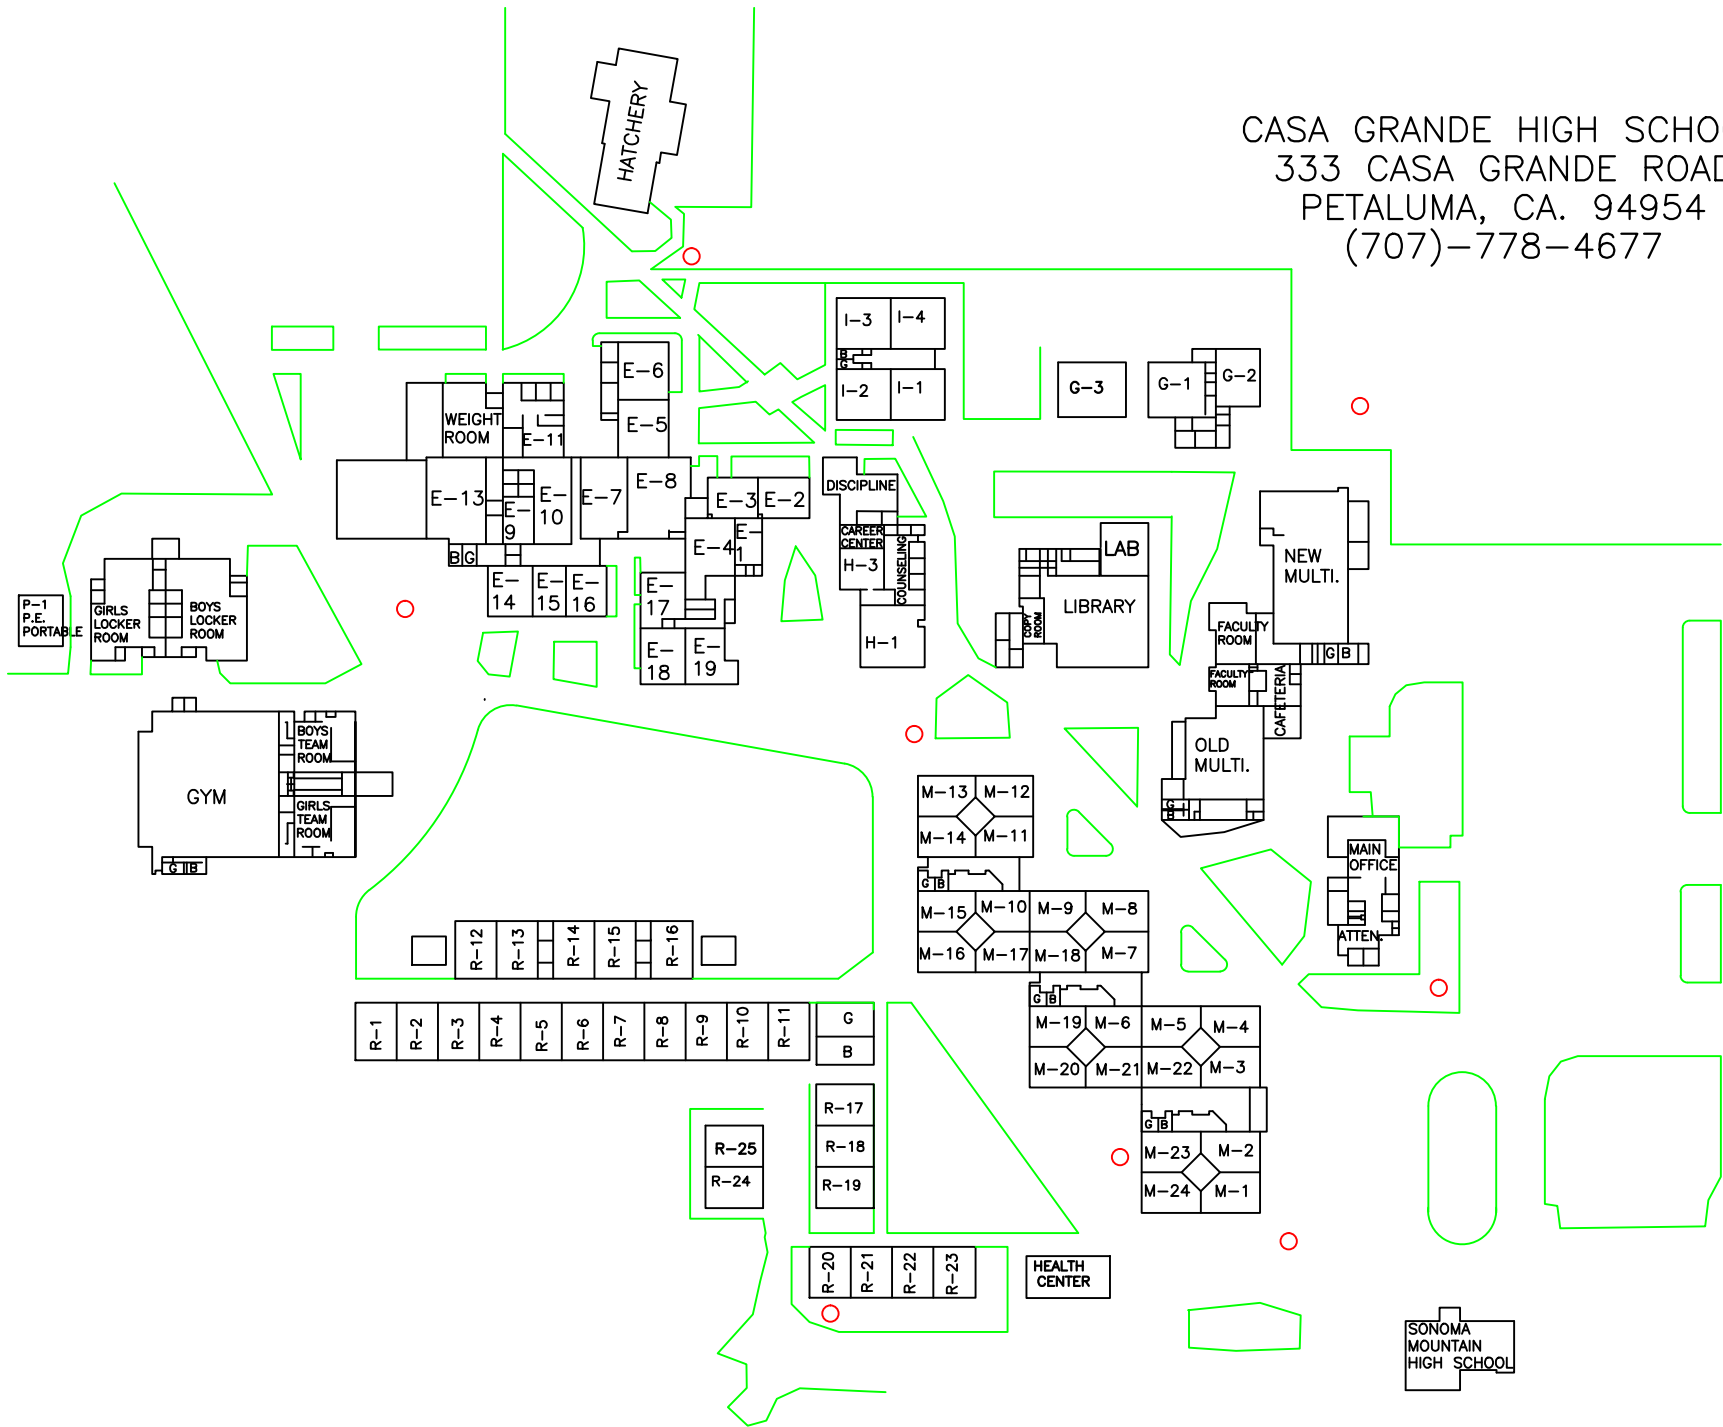 CASA GRANDE HIGH SCHO
333 CASA GRANDE ROAD
PETALUMA, CA. 94954
(707)-778-4677
HATCHERY
I-3
I-4
B
G
I-2
I-1
G-3
G-1
G-2
E-6
E-5
WEIGHT
ROOM
E-11
E-13
E-
9
E-
10
E-7
E-8
E-3
E-2
E-4
E-
1
B
G
E-
14
E-
15
E-
16
E-
17
E-
18
E-
19
DISCIPLINE
CAREER
CENTER
H-3
COUNSELING
H-1
LAB
LIBRARY
COPY
ROOM
NEW
MULTI.
FACULTY
ROOM
G
B
FACULTY
ROOM
CAFETERIA
OLD
MULTI.
G
B
P-1
P.E.
PORTABLE
GIRLS
LOCKER
ROOM
BOYS
LOCKER
ROOM
GYM
BOYS
TEAM
ROOM
GIRLS
TEAM
ROOM
G
B
MAIN
OFFICE
ATTEN.
M-13
M-12
M-14
M-11
G
B
M-15
M-10
M-9
M-8
M-16
M-17
M-18
M-7
G
B
M-19
M-6
M-5
M-4
M-20
M-21
M-22
M-3
G
B
M-23
M-2
M-24
M-1
R-12
R-13
R-14
R-15
R-16
R-1
R-2
R-3
R-4
R-5
R-6
R-7
R-8
R-9
R-10
R-11
G
B
R-17
R-18
R-19
R-25
R-24
R-20
R-21
R-22
R-23
HEALTH
CENTER
SONOMA
MOUNTAIN
HIGH SCHOOL